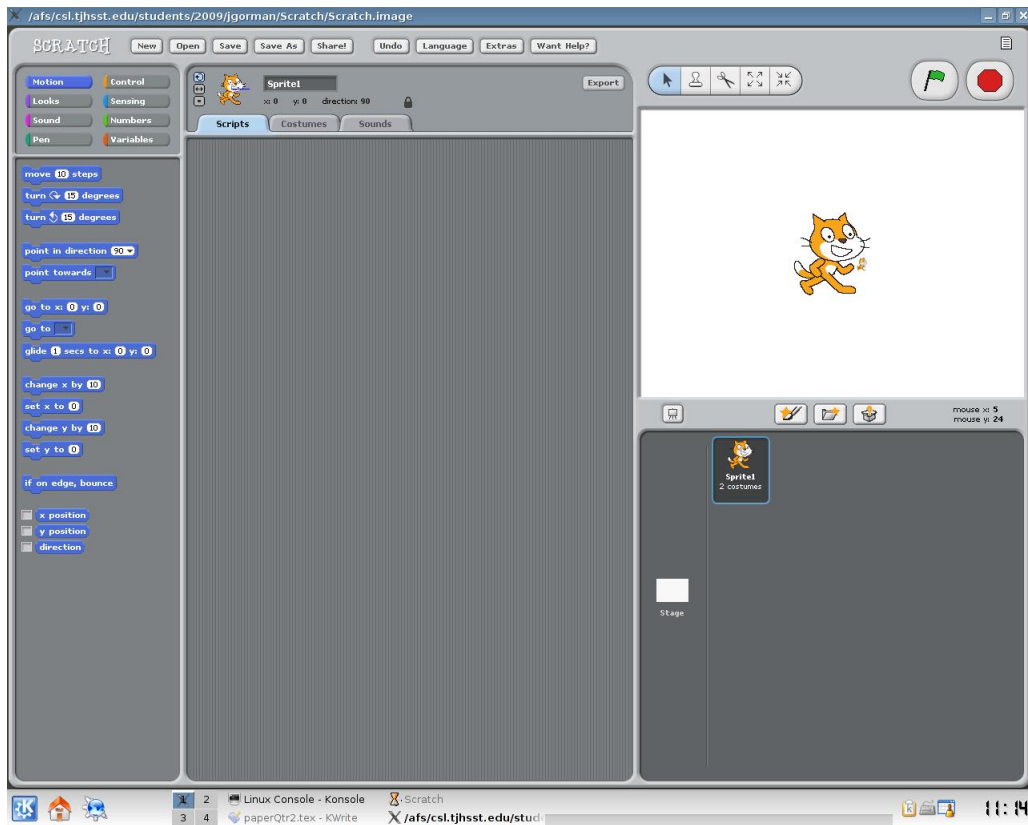 /afs/csl.tjhsst.edu/students/2009/jgorman/Scratch/Scratch.image
SCRATCH New Open Save Save As Share! Undo Language Extras Want Help?
Motion Control
Looks Sensing
Sound Numbers
Pen Variables
move 10 steps
turn 15 degrees
turn 15 degrees
point in direction 90
point towards
go to x: 0 y: 0
go to
glide 1 secs to x: 0 y: 0
change x by 10
set x to 0
change y by 10
set y to 0
if on edge, bounce
x position
y position
direction
Sprite1 Export
x: 0 y: 0 direction: 90
Scripts Costumes Sounds
mouse x: 5
mouse y: 24
Sprite1
2 costumes
Stage
1 2 Linux Console - Konsole Scratch
3 4 paperQtr2.tex - KWrite /afs/csl.tjhsst.edu/stud
11:14